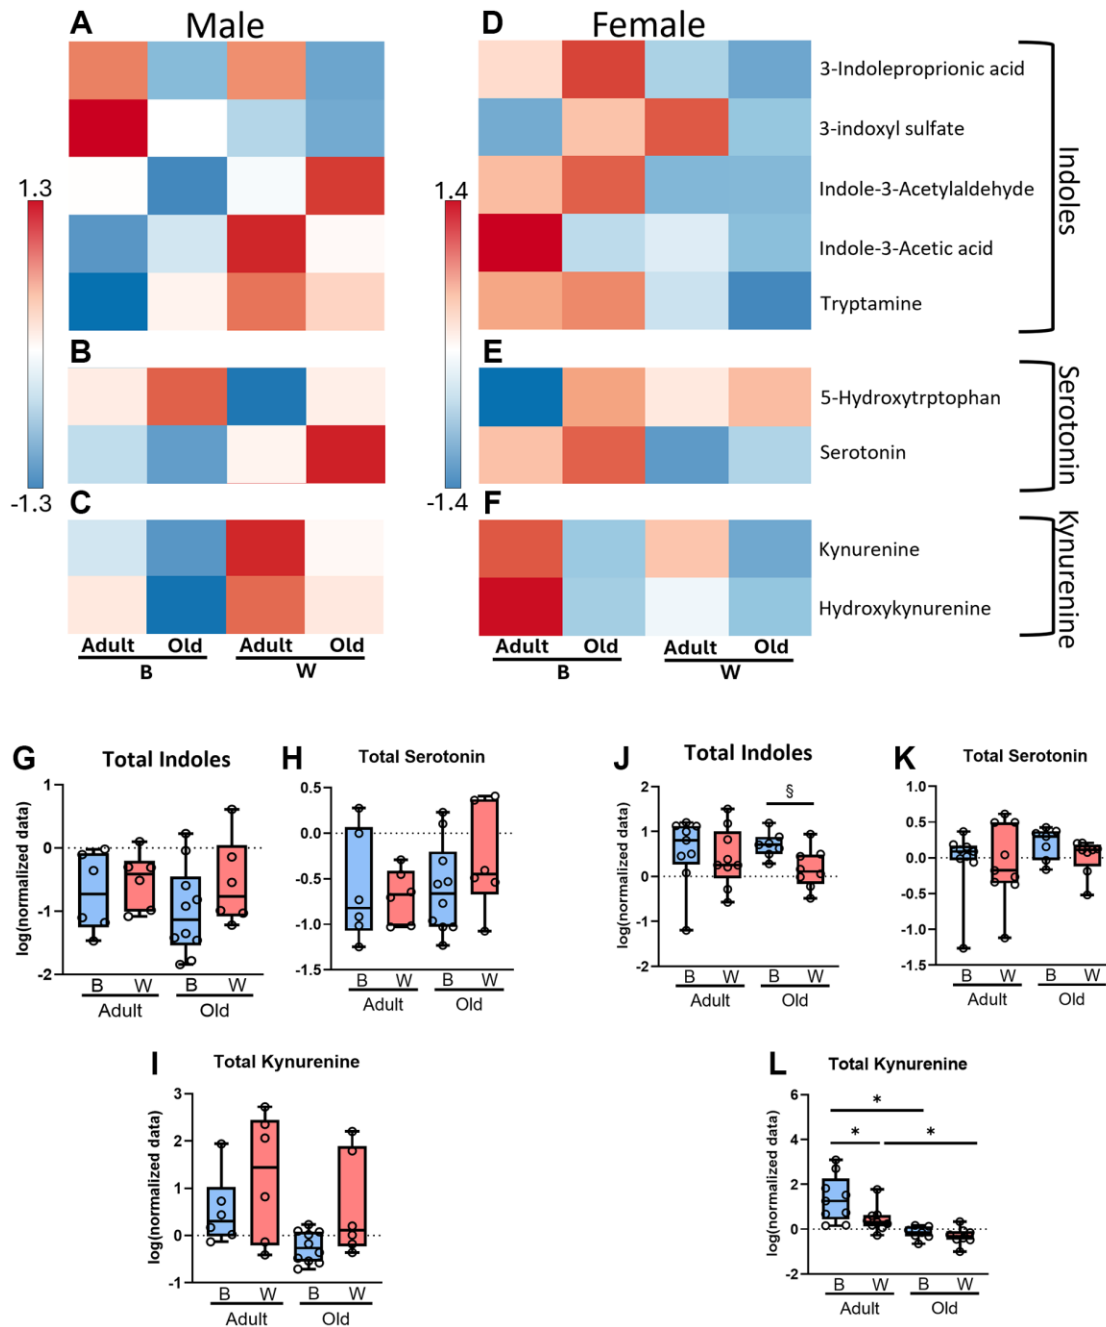 A Male
D Female
3-Indoleproprionic acid
3-indoxyl sulfate
Indole-3-Acetylaldehyde
Indole-3-Acetic acid
Tryptamine
Indoles
1.3
-1.3
1.4
-1.4
B
E
5-Hydroxytrptophan
Serotonin
Serotonin
C
F
Kynurenine
Hydroxykynurenine
Kynurenine
Adult Old Adult Old
B W
Adult Old Adult Old
B W
G Total Indoles
log(normalized data)
1
0
-1
-2
B W B W
Adult Old
H Total Serotonin
0.5
0.0
-0.5
-1.0
-1.5
B W B W
Adult Old
J Total Indoles
log(normalized data)
2
1
0
-1
-2
§
B W B W
Adult Old
K Total Serotonin
1.0
0.5
0.0
-0.5
-1.0
-1.5
B W B W
Adult Old
I Total Kynurenine
log(normalized data)
3
2
1
0
-1
B W B W
Adult Old
L Total Kynurenine
log(normalized data)
6
4
2
0
-2
*
* *
B W B W
Adult Old